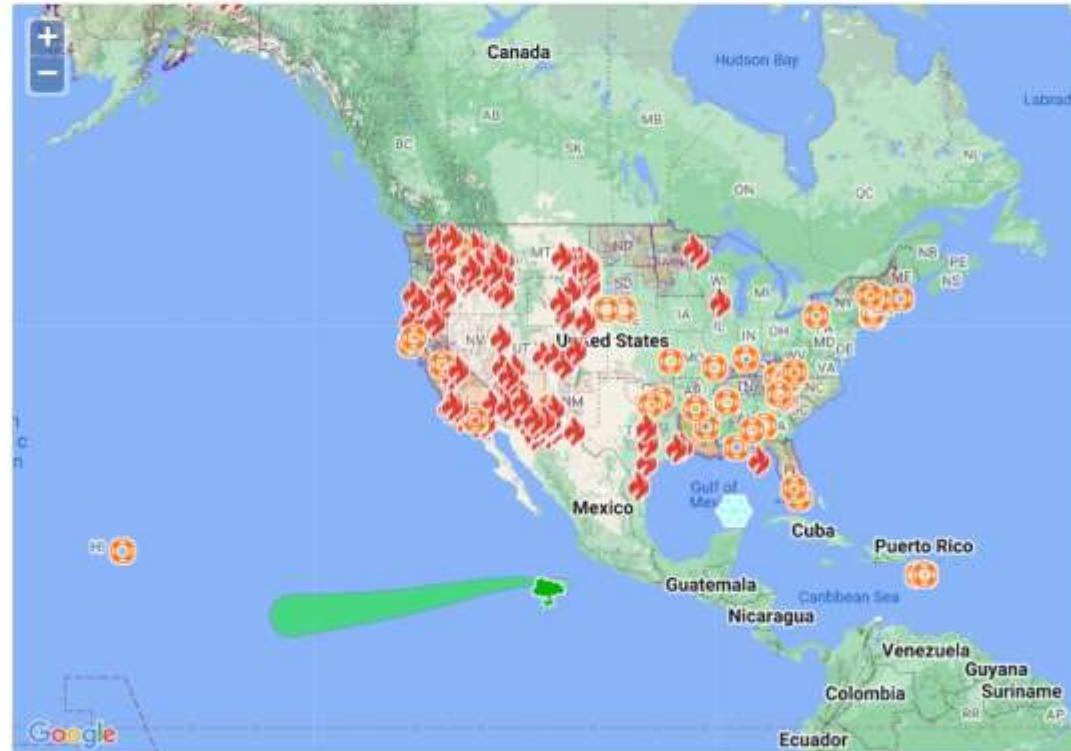 +
−
Canada
Hudson Bay
Labrad
AB
MB
BC
SK
NL
ON
QC
NB
PE
NS
MT
ND
ME
SD
WI
MI
NY
IA
IL
IN
OH
MD
DE
NV
UT
United States
WV
VA
NM
TN
NC
Gulf of
Mexico
Cuba
HI
Puerto Rico
Guatemala
Caribbean Sea
Nicaragua
Venezuela
Guyana
Colombia
Suriname
RR
AP
Ecuador
Google